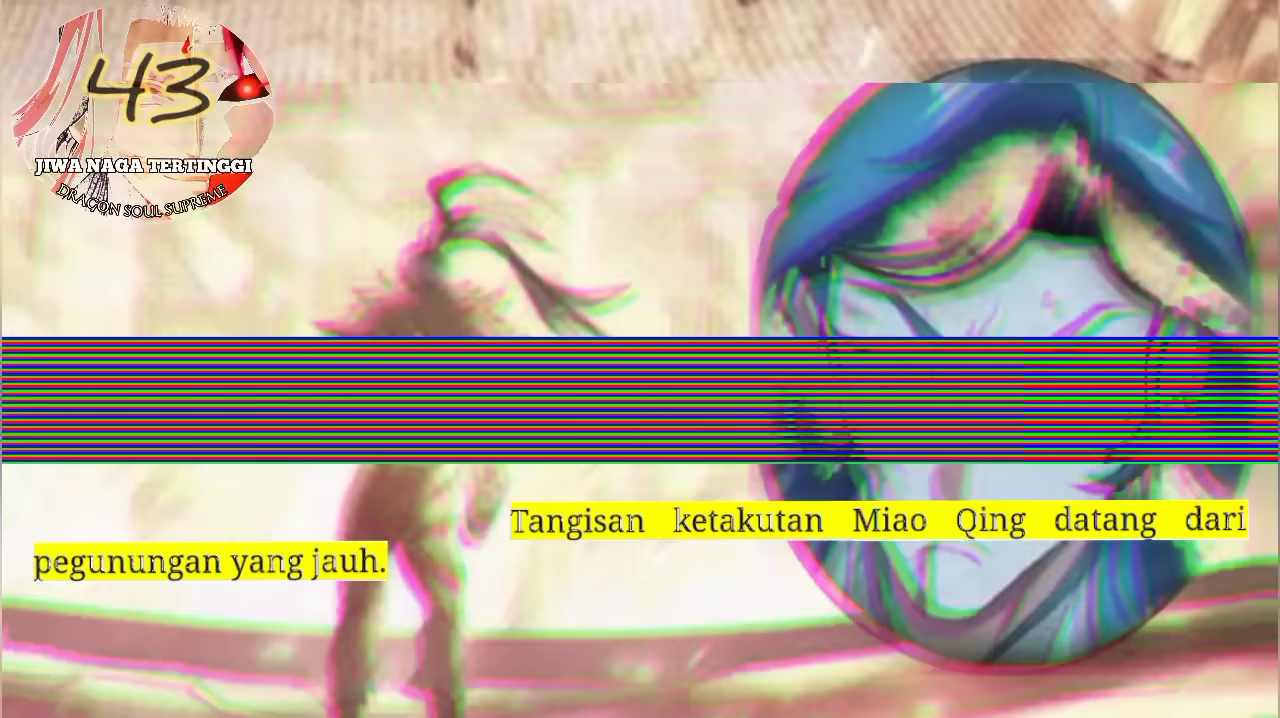 43
JIWA NAGA TERTINGGI
DRAGON SOUL SUPREME
Tangisan ketakutan Miao Qing datang dari
pegunungan yang jauh.